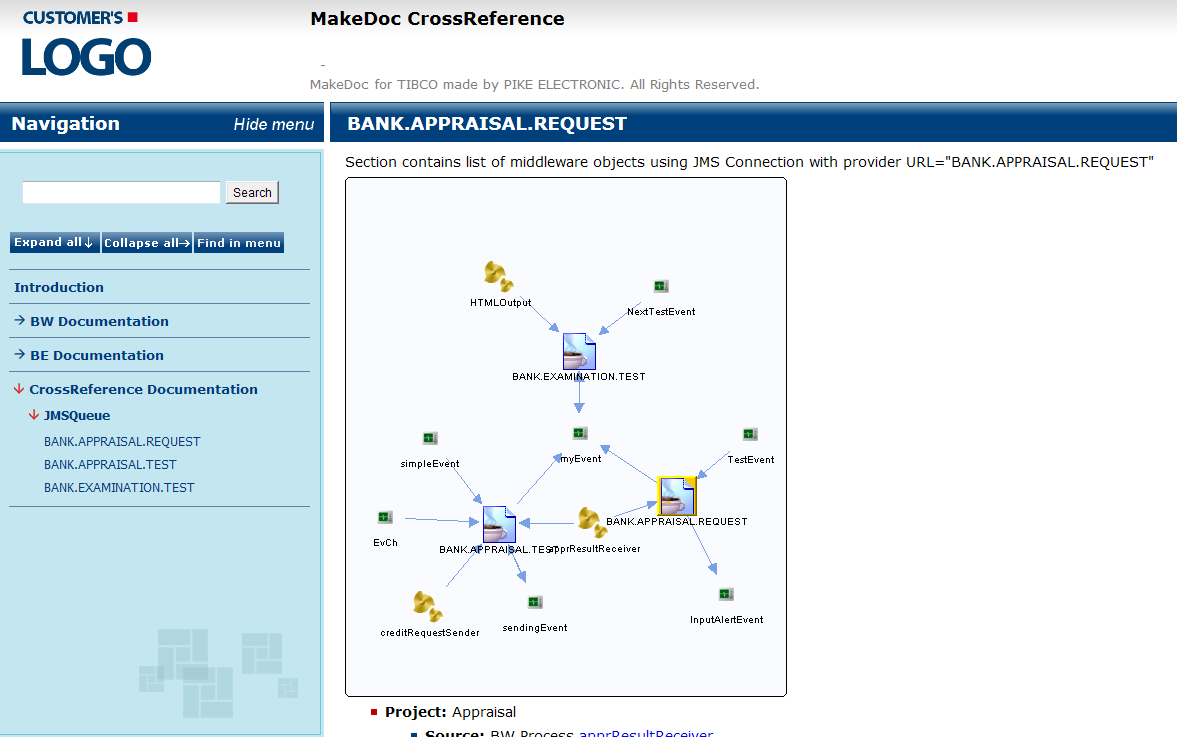 CUSTOMER'S
LOGO
MakeDoc CrossReference
-
MakeDoc for TIBCO made by PIKE ELECTRONIC. All Rights Reserved.
Navigation
Hide menu
Search
Expand all↓
Collapse all→
Find in menu
Introduction
→ BW Documentation
→ BE Documentation
↓ CrossReference Documentation
↓ JMSQueue
BANK.APPRAISAL.REQUEST
BANK.APPRAISAL.TEST
BANK.EXAMINATION.TEST
BANK.APPRAISAL.REQUEST
Section contains list of middleware objects using JMS Connection with provider URL="BANK.APPRAISAL.REQUEST"
HTMLOutput
NextTestEvent
BANK.EXAMINATION.TEST
simpleEvent
myEvent
TestEvent
EvCh
BANK.APPRAISAL.TEST
apprResultReceiver
BANK.APPRAISAL.REQUEST
creditRequestSender
sendingEvent
InputAlertEvent
Project: Appraisal
Source: BW Process apprResultReceiver